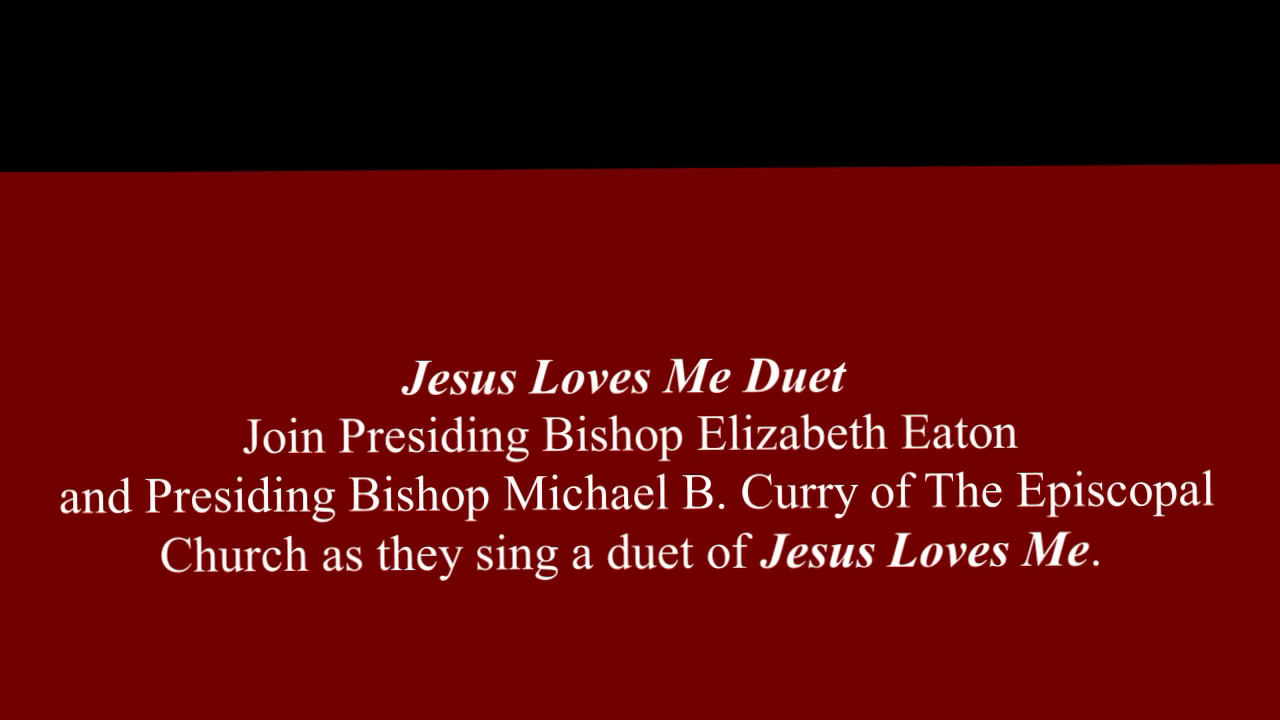 Jesus Loves Me Duet
Join Presiding Bishop Elizabeth Eaton
and Presiding Bishop Michael B. Curry of The Episcopal
Church as they sing a duet of Jesus Loves Me.